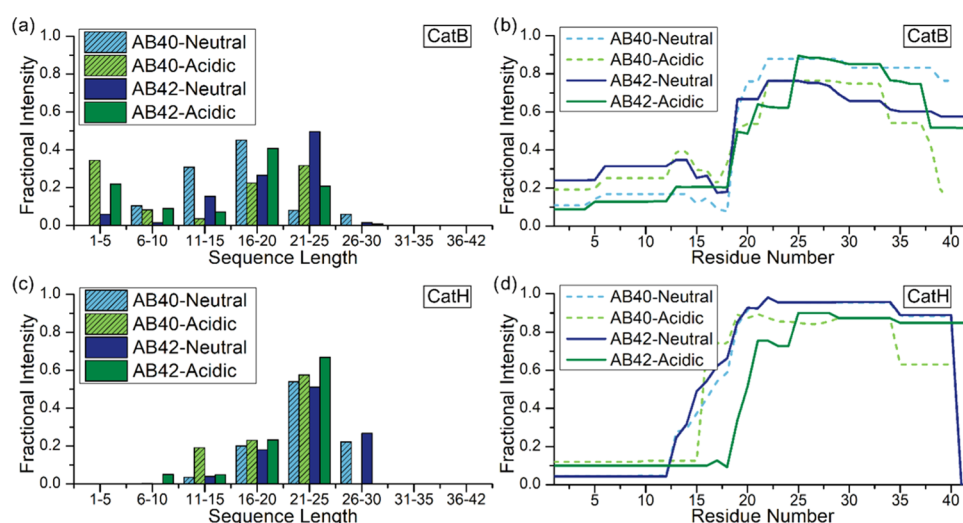 (a)
CatB
AB40-Neutral
AB40-Acidic
AB42-Neutral
AB42-Acidic
Fractional Intensity
1.0
0.8
0.6
0.4
0.2
0.0
1-5 6-10 11-15 16-20 21-25 26-30 31-35 36-42
Sequence Length
(b)
CatB
AB40-Neutral
AB40-Acidic
AB42-Neutral
AB42-Acidic
Fractional Intensity
1.0
0.8
0.6
0.4
0.2
0.0
5 10 15 20 25 30 35 40
Residue Number
(c)
CatH
AB40-Neutral
AB40-Acidic
AB42-Neutral
AB42-Acidic
Fractional Intensity
1.0
0.8
0.6
0.4
0.2
0.0
1-5 6-10 11-15 16-20 21-25 26-30 31-35 36-42
Sequence Length
(d)
CatH
AB40-Neutral
AB40-Acidic
AB42-Neutral
AB42-Acidic
Fractional Intensity
1.0
0.8
0.6
0.4
0.2
0.0
5 10 15 20 25 30 35 40
Residue Number